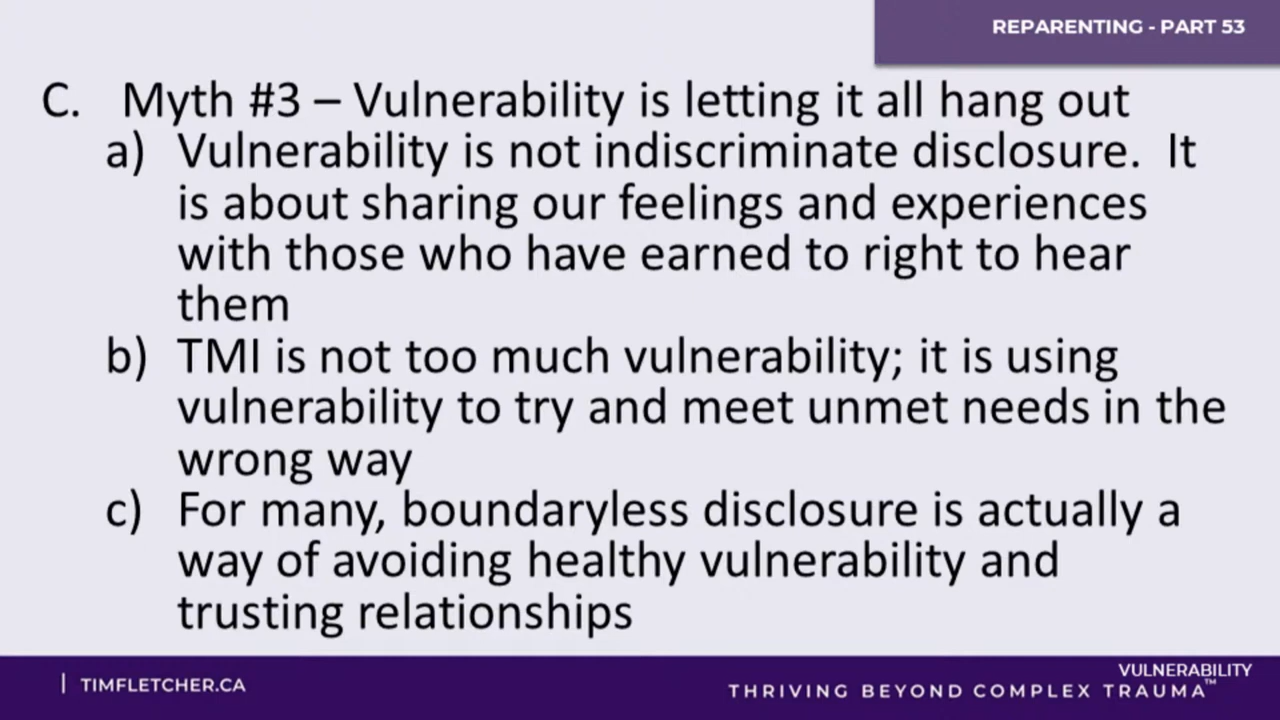 REPARENTING - PART 53
C. Myth #3 – Vulnerability is letting it all hang out
a) Vulnerability is not indiscriminate disclosure. It
is about sharing our feelings and experiences
with those who have earned to right to hear
them
b) TMI is not too much vulnerability; it is using
vulnerability to try and meet unmet needs in the
wrong way
c) For many, boundaryless disclosure is actually a
way of avoiding healthy vulnerability and
trusting relationships
| TIMFLETCHER.CA
VULNERABILITY
THRIVING BEYOND COMPLEX TRAUMA™